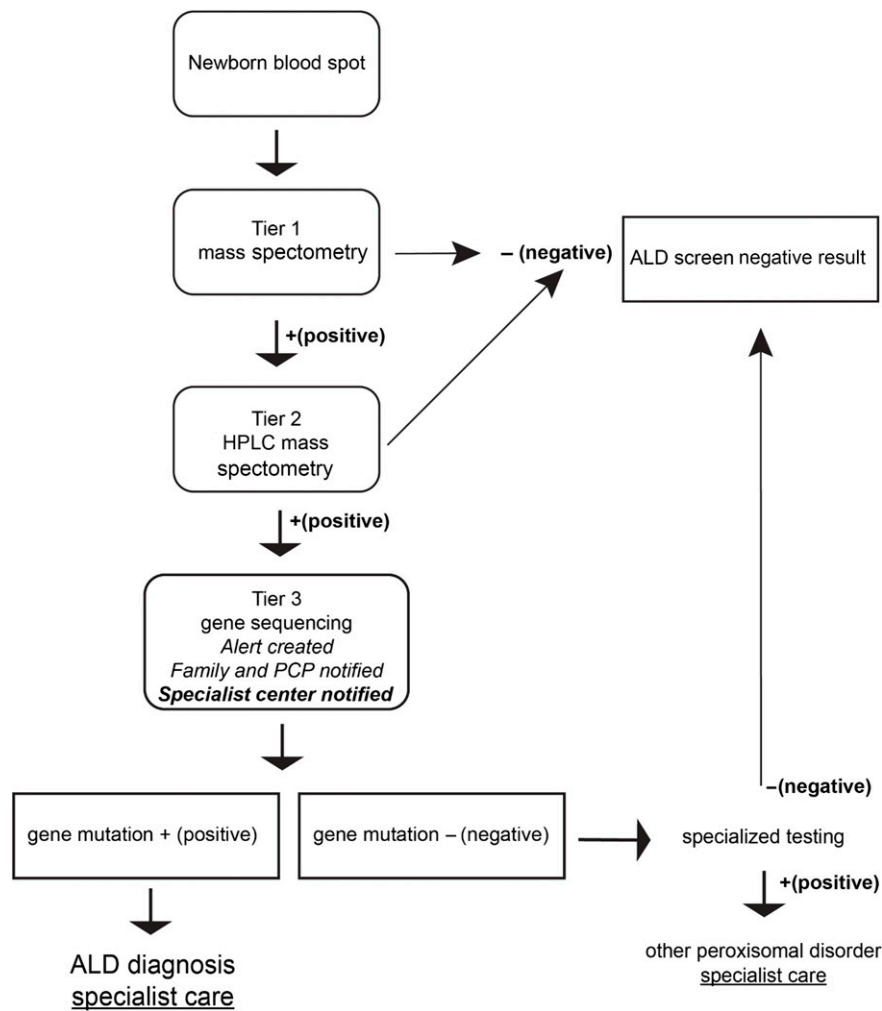 Newborn blood spot
Tier 1
mass spectometry
– (negative)
ALD screen negative result
+(positive)
Tier 2
HPLC mass
spectometry
+(positive)
Tier 3
gene sequencing
Alert created
Family and PCP notified
Specialist center notified
gene mutation + (positive)
gene mutation – (negative)
–(negative)
specialized testing
+(positive)
ALD diagnosis
specialist care
other peroxisomal disorder
specialist care